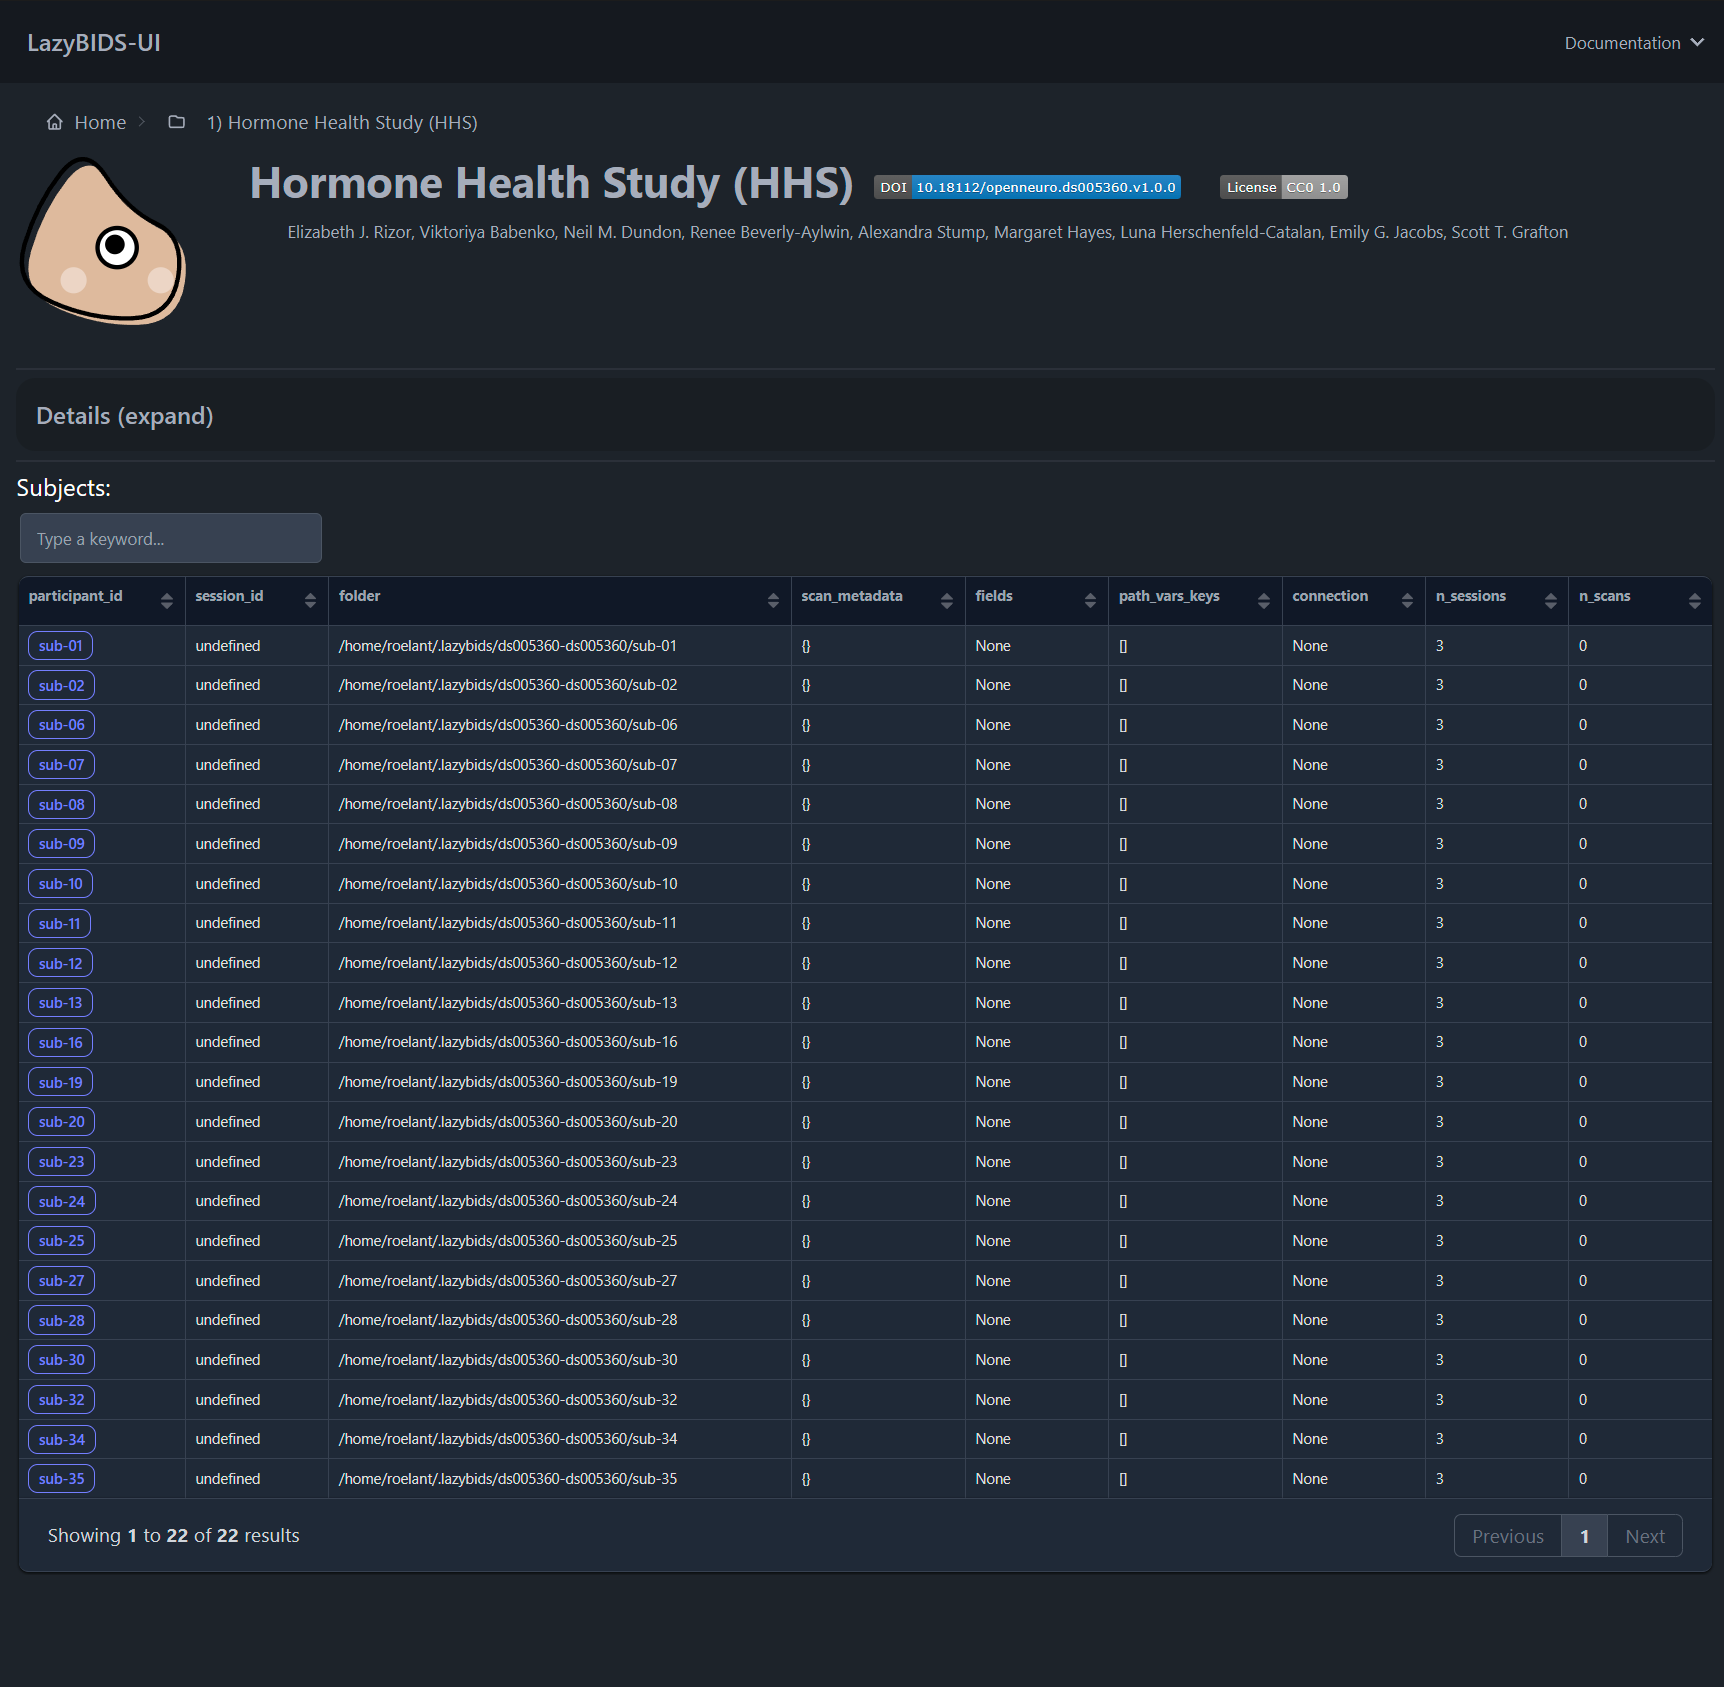 LazyBIDS-UI Documentation
Home 1) Hormone Health Study (HHS)
Hormone Health Study (HHS) DOI 10.18112/openneuro.ds005360.v1.0.0 License CC0 1.0
Elizabeth J. Rizor, Viktoriya Babenko, Neil M. Dundon, Renee Beverly-Aylwin, Alexandra Stump, Margaret Hayes, Luna Herschenfeld-Catalan, Emily G. Jacobs, Scott T. Grafton
Details (expand)
Subjects:
Type a keyword...
participant_id session_id folder scan_metadata fields path_vars_keys connection n_sessions n_scans
sub-01 undefined /home/roelant/.lazybids/ds005360-ds005360/sub-01 {} None [] None 3 0
sub-02 undefined /home/roelant/.lazybids/ds005360-ds005360/sub-02 {} None [] None 3 0
sub-06 undefined /home/roelant/.lazybids/ds005360-ds005360/sub-06 {} None [] None 3 0
sub-07 undefined /home/roelant/.lazybids/ds005360-ds005360/sub-07 {} None [] None 3 0
sub-08 undefined /home/roelant/.lazybids/ds005360-ds005360/sub-08 {} None [] None 3 0
sub-09 undefined /home/roelant/.lazybids/ds005360-ds005360/sub-09 {} None [] None 3 0
sub-10 undefined /home/roelant/.lazybids/ds005360-ds005360/sub-10 {} None [] None 3 0
sub-11 undefined /home/roelant/.lazybids/ds005360-ds005360/sub-11 {} None [] None 3 0
sub-12 undefined /home/roelant/.lazybids/ds005360-ds005360/sub-12 {} None [] None 3 0
sub-13 undefined /home/roelant/.lazybids/ds005360-ds005360/sub-13 {} None [] None 3 0
sub-16 undefined /home/roelant/.lazybids/ds005360-ds005360/sub-16 {} None [] None 3 0
sub-19 undefined /home/roelant/.lazybids/ds005360-ds005360/sub-19 {} None [] None 3 0
sub-20 undefined /home/roelant/.lazybids/ds005360-ds005360/sub-20 {} None [] None 3 0
sub-23 undefined /home/roelant/.lazybids/ds005360-ds005360/sub-23 {} None [] None 3 0
sub-24 undefined /home/roelant/.lazybids/ds005360-ds005360/sub-24 {} None [] None 3 0
sub-25 undefined /home/roelant/.lazybids/ds005360-ds005360/sub-25 {} None [] None 3 0
sub-27 undefined /home/roelant/.lazybids/ds005360-ds005360/sub-27 {} None [] None 3 0
sub-28 undefined /home/roelant/.lazybids/ds005360-ds005360/sub-28 {} None [] None 3 0
sub-30 undefined /home/roelant/.lazybids/ds005360-ds005360/sub-30 {} None [] None 3 0
sub-32 undefined /home/roelant/.lazybids/ds005360-ds005360/sub-32 {} None [] None 3 0
sub-34 undefined /home/roelant/.lazybids/ds005360-ds005360/sub-34 {} None [] None 3 0
sub-35 undefined /home/roelant/.lazybids/ds005360-ds005360/sub-35 {} None [] None 3 0
Showing 1 to 22 of 22 results Previous 1 Next